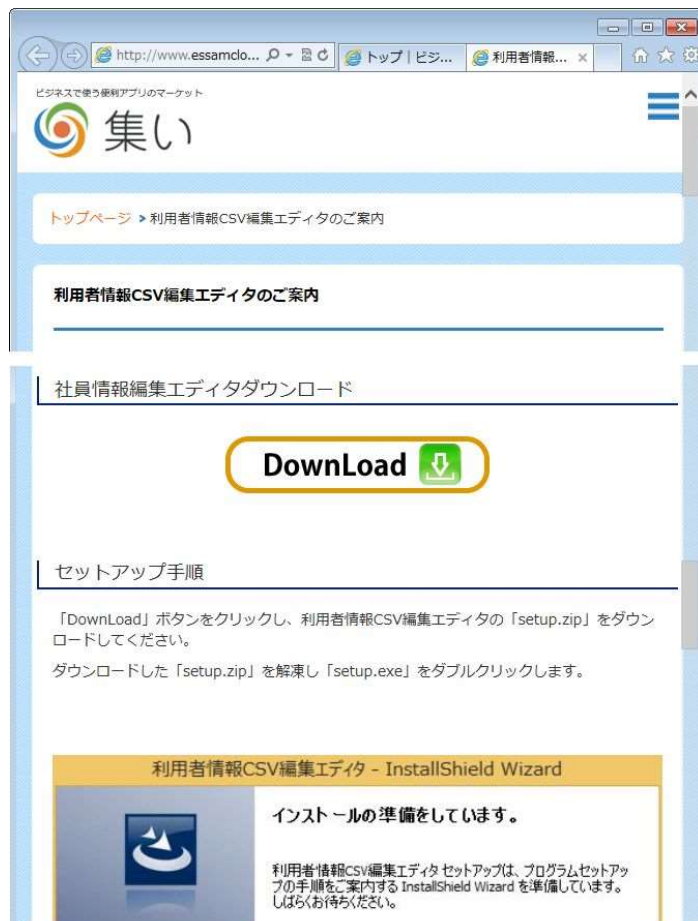 http://www.essamclo...
トップ | ビジ...
利用者情報...
ビジネスで使う便利アプリのマーケット
集い
トップページ > 利用者情報CSV編集エディタのご案内
利用者情報CSV編集エディタのご案内
社員情報編集エディタダウンロード
DownLoad
セットアップ手順
「DownLoad」ボタンをクリックし、利用者情報CSV編集エディタの「setup.zip」をダウン
ロードしてください。
ダウンロードした「setup.zip」を解凍し「setup.exe」をダブルクリックします。
利用者情報CSV編集エディタ - InstallShield Wizard
インストールの準備をしています。
利用者情報CSV編集エディタ セットアップは、プログラムセットアッ
プの手順をご案内する InstallShield Wizard を準備しています。
しばらくお待ちください。